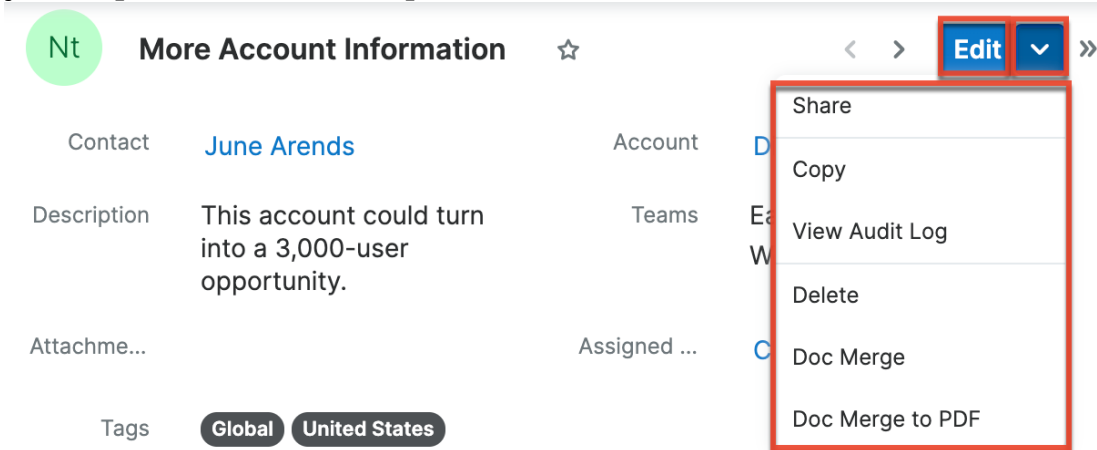 Nt More Account Information Edit
Share
Contact June Arends Account D
Copy
Description This account could turn Teams
into a 3,000-user W
View Audit Log
opportunity.
Delete
Attachme... Assigned ... C
Doc Merge
Tags Global United States
Doc Merge to PDF